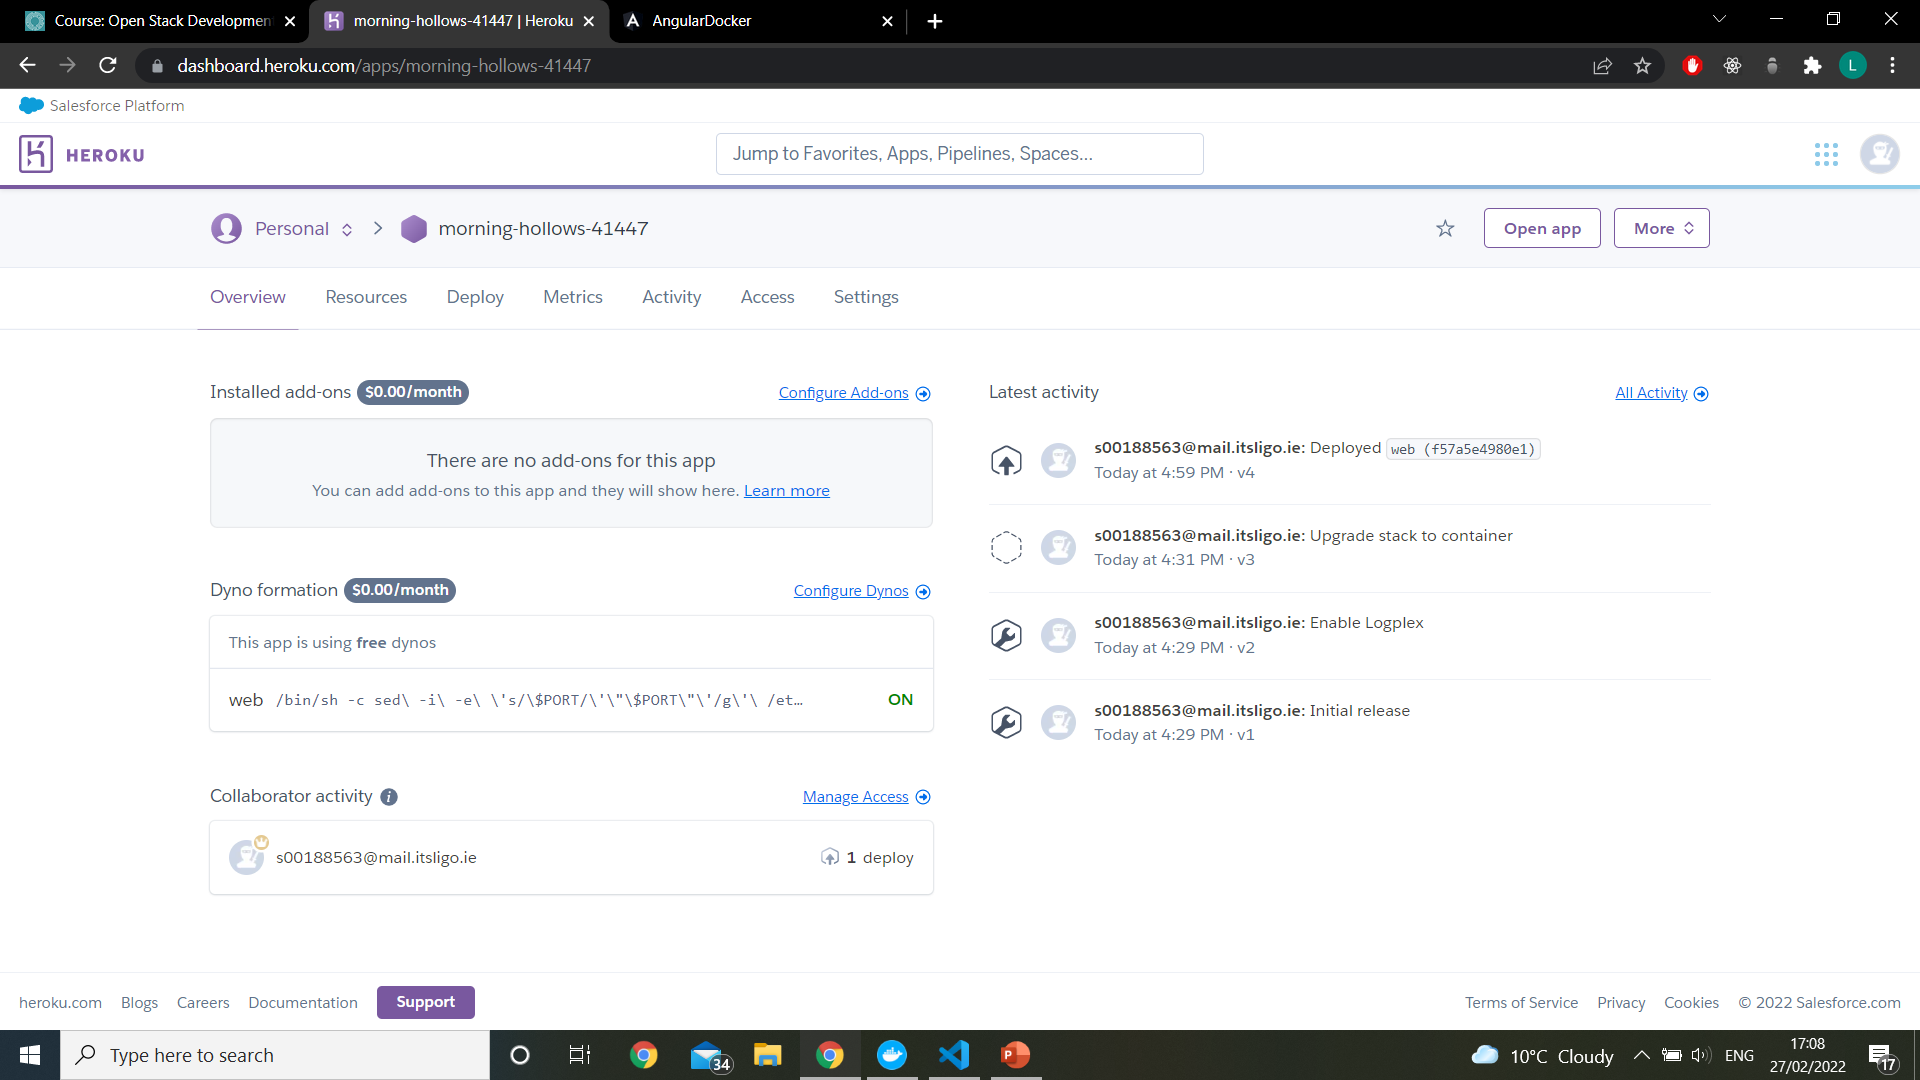 Course: Open Stack Developmen
morning-hollows-41447 | Heroku
AngularDocker
dashboard.heroku.com/apps/morning-hollows-41447
L
Salesforce Platform
HEROKU
Jump to Favorites, Apps, Pipelines, Spaces...
Personal
morning-hollows-41447
Open app
More
Overview
Resources
Deploy
Metrics
Activity
Access
Settings
Installed add-ons $0.00/month
Configure Add-ons
There are no add-ons for this app
You can add add-ons to this app and they will show here. Learn more
Dyno formation $0.00/month
Configure Dynos
This app is using free dynos
web /bin/sh -c sed\ -i\ -e\ \'s/\$PORT/\'\"\$PORT\"\'/g\'\ /et…
ON
Collaborator activity
Manage Access
s00188563@mail.itsligo.ie
1 deploy
Latest activity
All Activity
s00188563@mail.itsligo.ie: Deployed web (f57a5e4980e1)
Today at 4:59 PM · v4
s00188563@mail.itsligo.ie: Upgrade stack to container
Today at 4:31 PM · v3
s00188563@mail.itsligo.ie: Enable Logplex
Today at 4:29 PM · v2
s00188563@mail.itsligo.ie: Initial release
Today at 4:29 PM · v1
heroku.com
Blogs
Careers
Documentation
Support
Terms of Service
Privacy
Cookies
© 2022 Salesforce.com
Type here to search
34
10°C Cloudy
ENG
17:08
27/02/2022
17